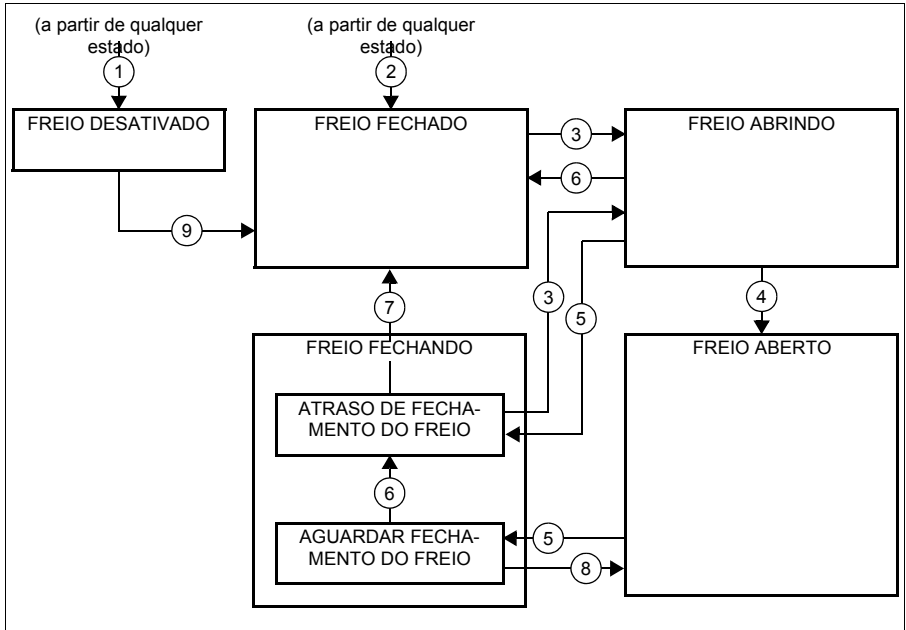 (a partir de qualquer
estado)
(a partir de qualquer
estado)
1
2
FREIO DESATIVADO
FREIO FECHADO
FREIO ABRINDO
3
6
9
7
3
5
4
FREIO FECHANDO
FREIO ABERTO
ATRASO DE FECHA-
MENTO DO FREIO
6
AGUARDAR FECHA-
MENTO DO FREIO
5
8